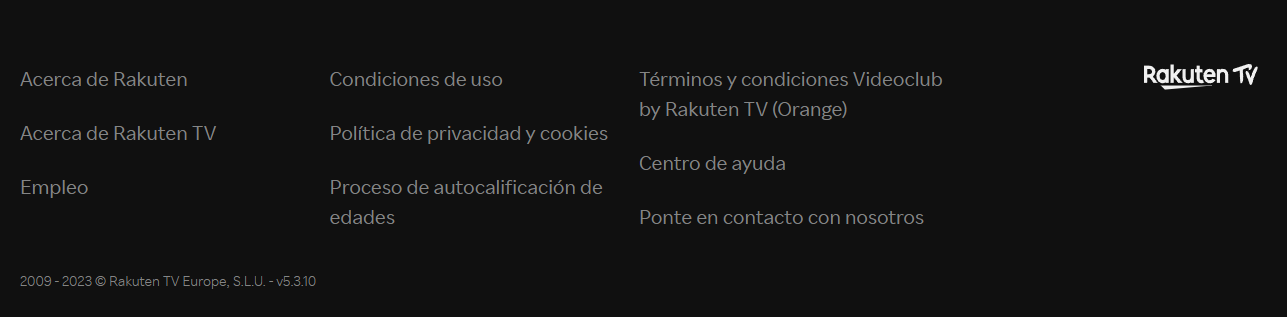 Acerca de Rakuten
Acerca de Rakuten TV
Empleo
Condiciones de uso
Política de privacidad y cookies
Proceso de autocalificación de
edades
Términos y condiciones Videoclub
by Rakuten TV (Orange)
Centro de ayuda
Ponte en contacto con nosotros
Rakuten TV
2009 - 2023 © Rakuten TV Europe, S.L.U. - v5.3.10